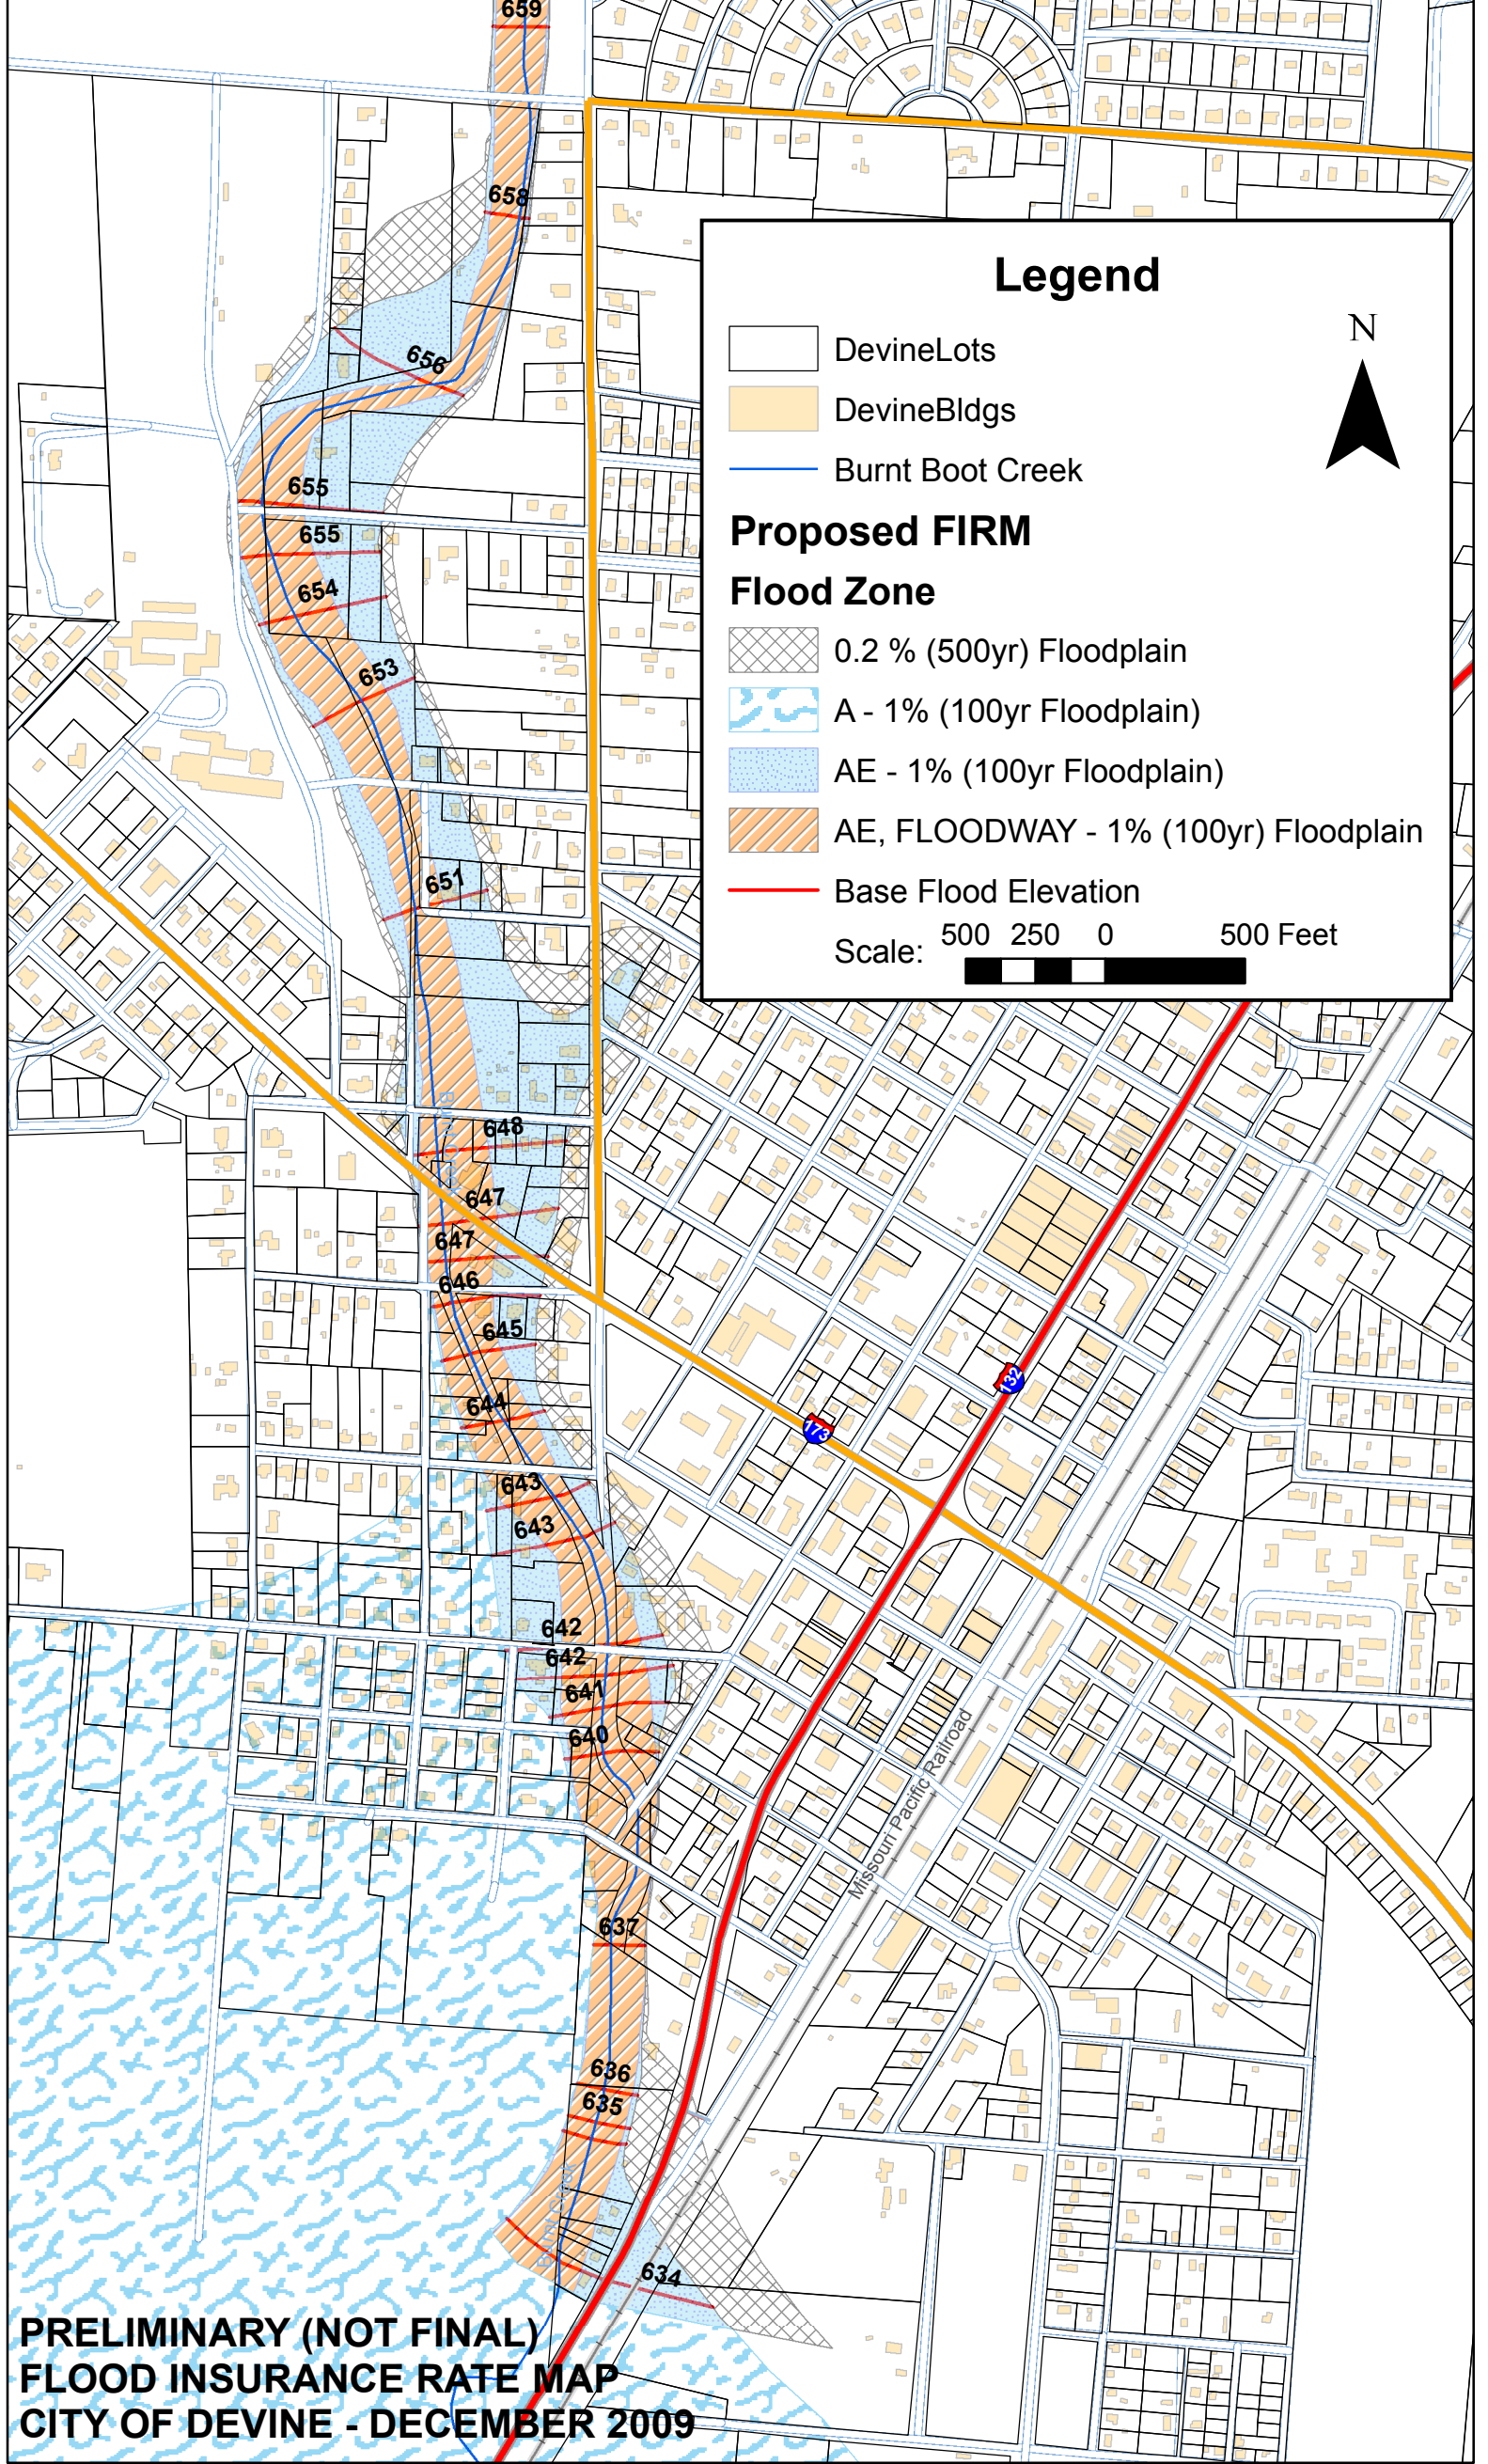 659
658
656
655
655
654
653
651
648
647
647
646
645
644
643
643
642
642
641
640
637
636
635
634
Legend
N
DevineLots
DevineBldgs
Burnt Boot Creek
Proposed FIRM
Flood Zone
0.2 % (500yr) Floodplain
A - 1% (100yr Floodplain)
AE - 1% (100yr Floodplain)
AE, FLOODWAY - 1% (100yr) Floodplain
Base Flood Elevation
Scale: 500 250 0 500 Feet
132
173
Missouri Pacific Railroad
PRELIMINARY (NOT FINAL)
FLOOD INSURANCE RATE MAP
CITY OF DEVINE - DECEMBER 2009